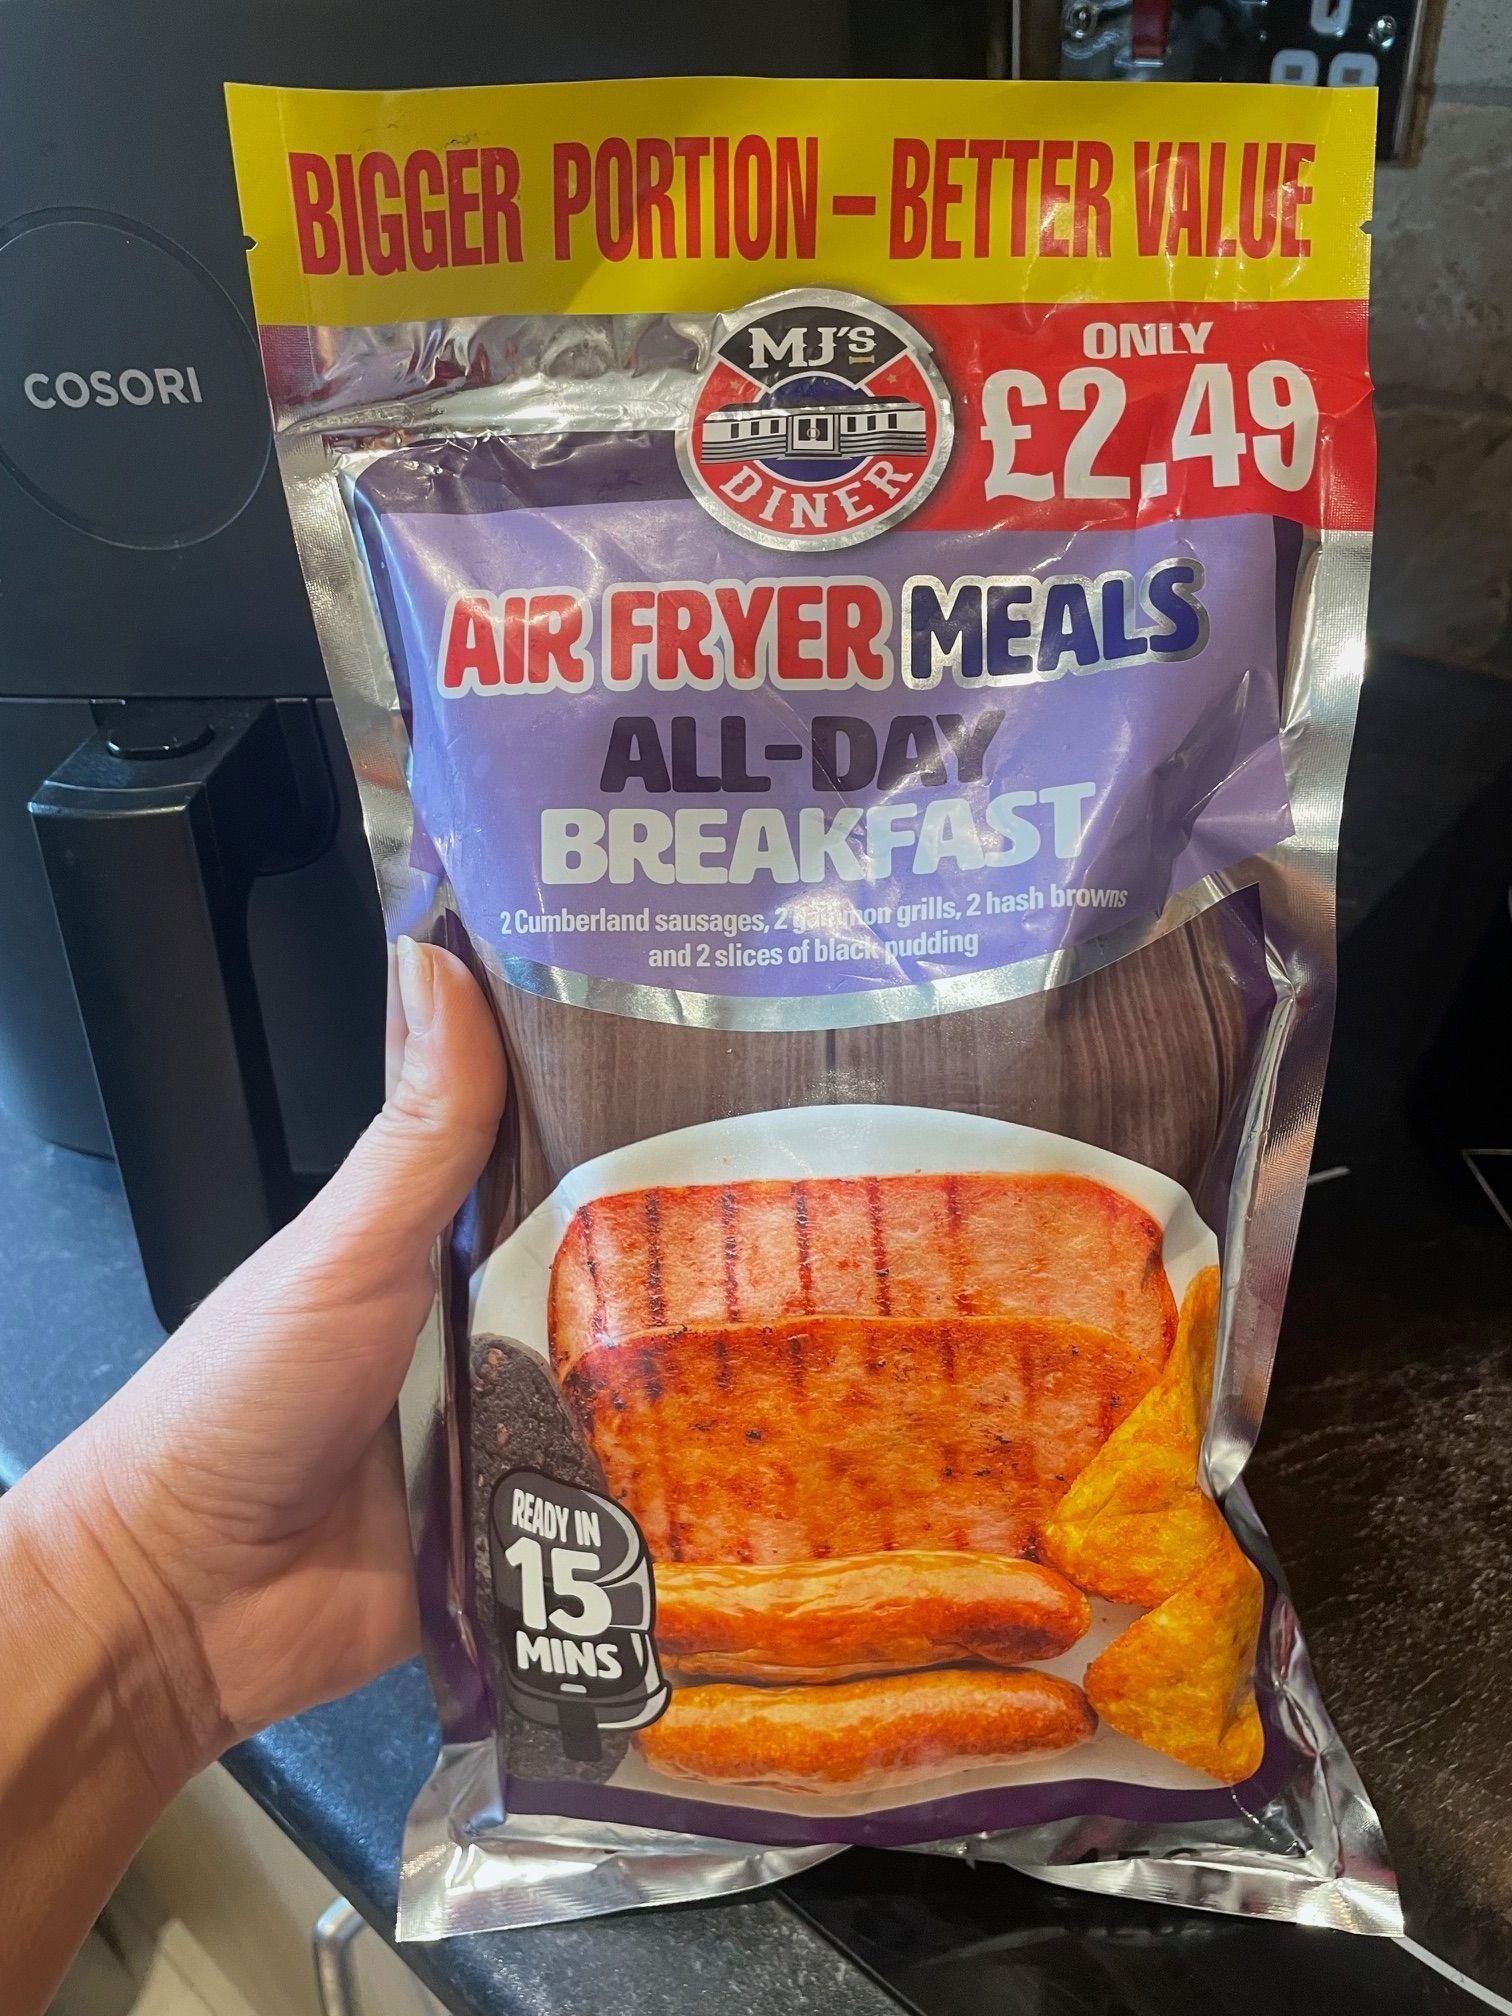 COSORI
BIGGER PORTION – BETTER VALUE
MJ'S
DINER
ONLY
£2.49
AIR FRYER MEALS
ALL-DAY
BREAKFAST
2 Cumberland sausages, 2 gammon grills, 2 hash browns
and 2 slices of black pudding
READY IN
15
MINS